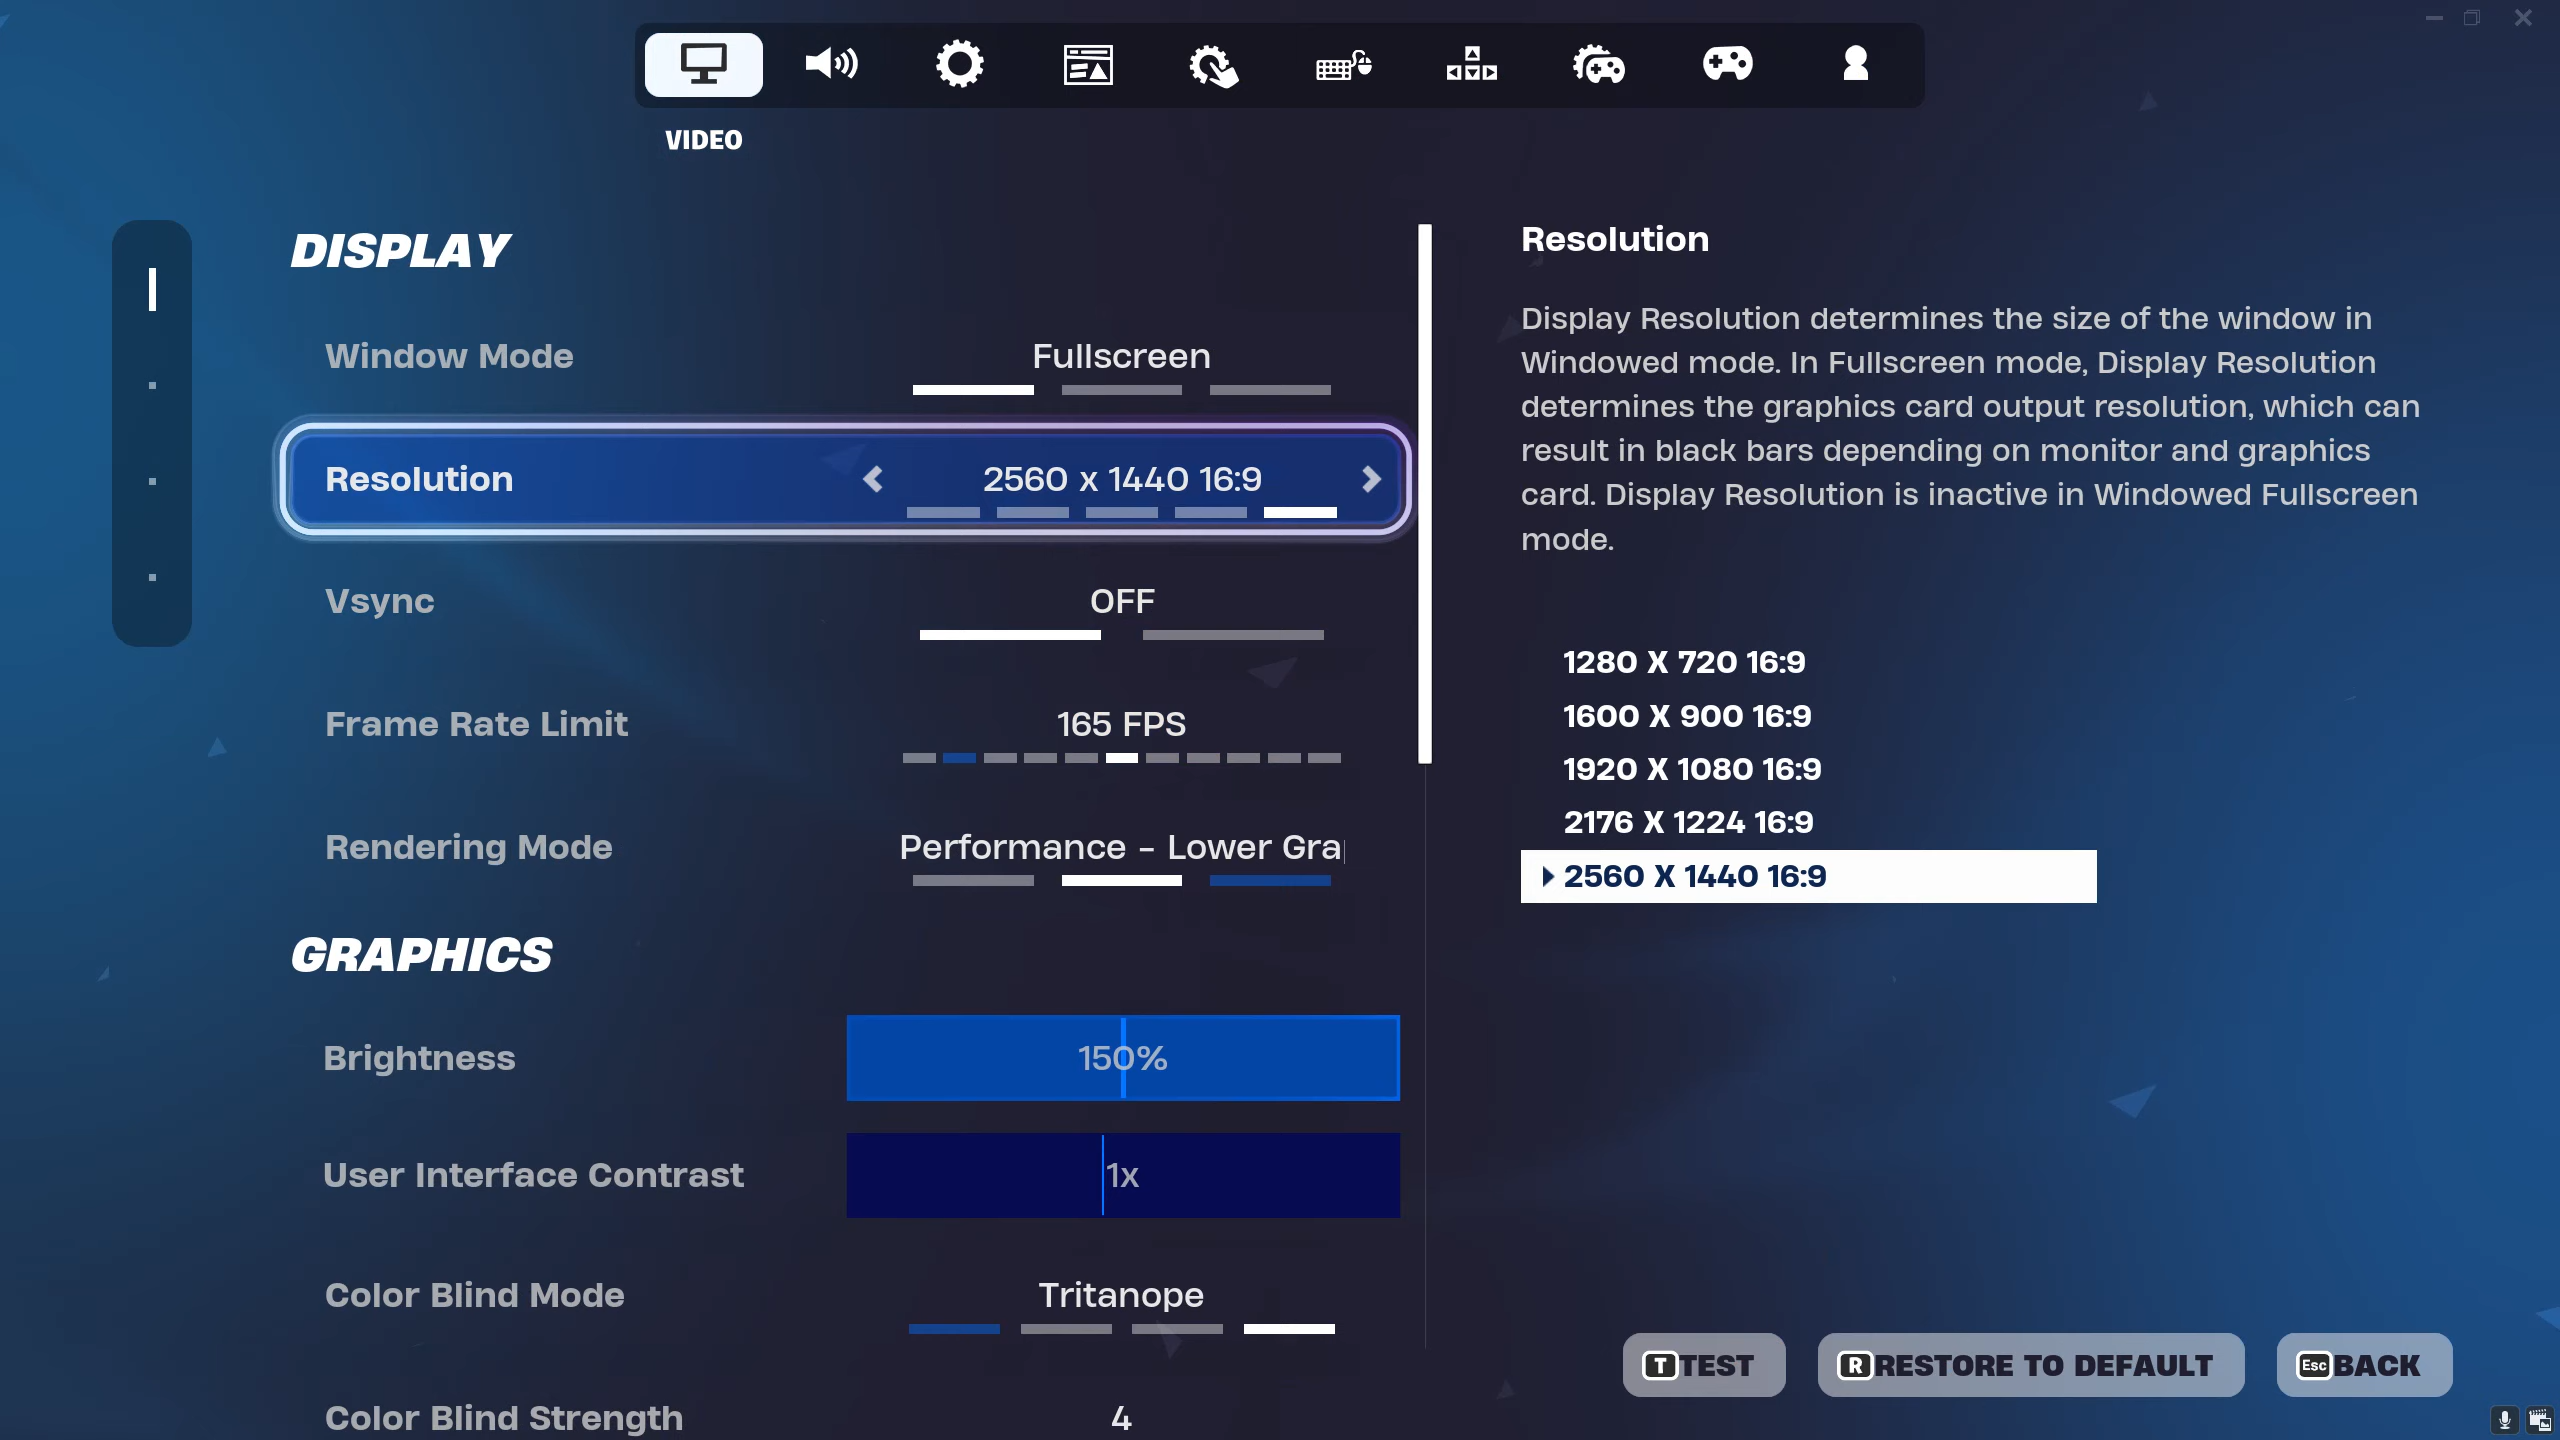 VIDEO
DISPLAY
Window Mode
Fullscreen
Resolution
2560 x 1440 16:9
Vsync
OFF
Frame Rate Limit
165 FPS
Rendering Mode
Performance - Lower Gra
GRAPHICS
Brightness
150%
User Interface Contrast
1x
Color Blind Mode
Tritanope
Color Blind Strength
4
Resolution
Display Resolution determines the size of the window in
Windowed mode. In Fullscreen mode, Display Resolution
determines the graphics card output resolution, which can
result in black bars depending on monitor and graphics
card. Display Resolution is inactive in Windowed Fullscreen
mode.
1280 X 720 16:9
1600 X 900 16:9
1920 X 1080 16:9
2176 X 1224 16:9
2560 X 1440 16:9
T TEST
R RESTORE TO DEFAULT
Esc BACK